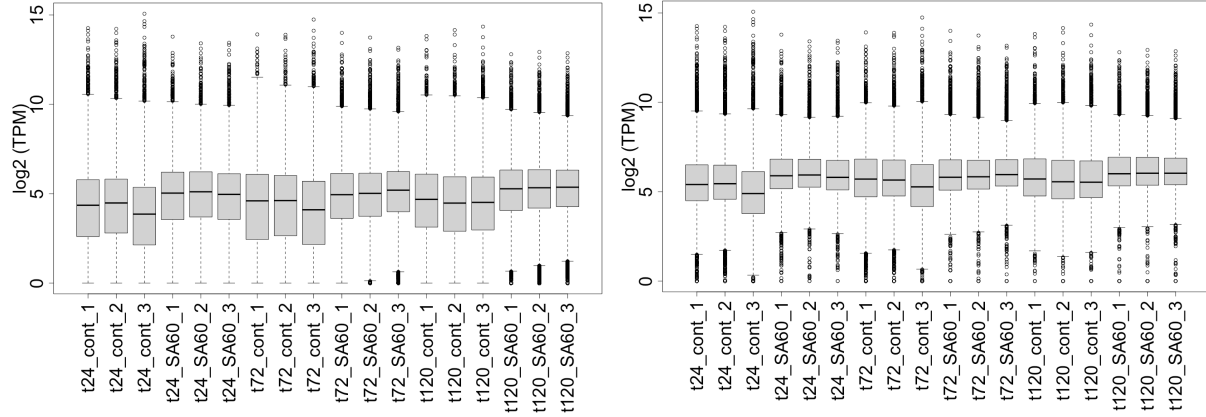 log2 (TPM)
15
10
5
0
t24_cont_1
t24_cont_2
t24_cont_3
t24_SA60_1
t24_SA60_2
t24_SA60_3
t72_cont_1
t72_cont_2
t72_cont_3
t72_SA60_1
t72_SA60_2
t72_SA60_3
t120_cont_1
t120_cont_2
t120_cont_3
t120_SA60_1
t120_SA60_2
t120_SA60_3
log2 (TPM)
15
10
5
0
t24_cont_1
t24_cont_2
t24_cont_3
t24_SA60_1
t24_SA60_2
t24_SA60_3
t72_cont_1
t72_cont_2
t72_cont_3
t72_SA60_1
t72_SA60_2
t72_SA60_3
t120_cont_1
t120_cont_2
t120_cont_3
t120_SA60_1
t120_SA60_2
t120_SA60_3